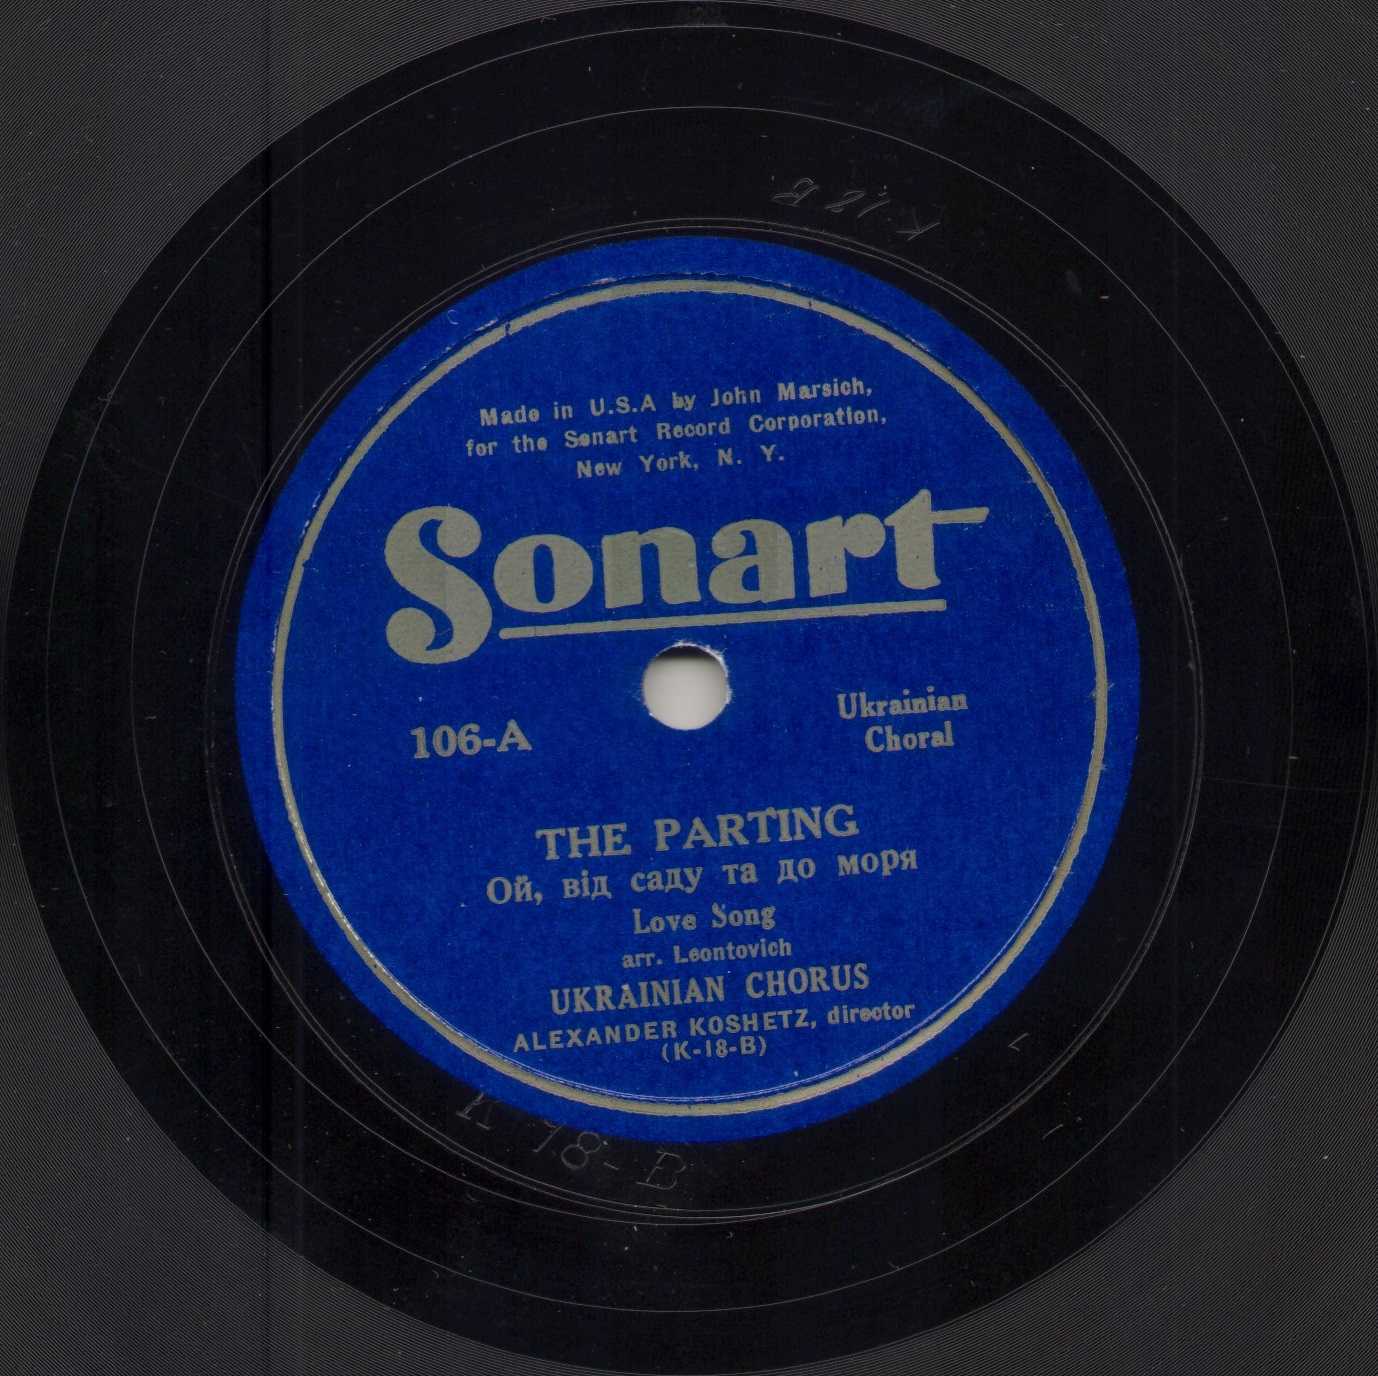 K-18 B
Made in U.S.A by John Marsich,
for the Sonart Record Corporation,
New York, N. Y.
Sonart
106-A
Ukrainian
Choral
THE PARTING
Ой, від саду та до моря
Love Song
arr. Leontovich
UKRAINIAN CHORUS
ALEXANDER KOSHETZ, director
(K-18-B)
K 18-B